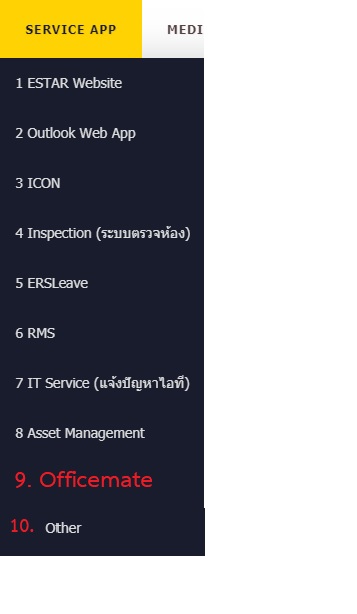 SERVICE APP MEDI
1 ESTAR Website
2 Outlook Web App
3 ICON
4 Inspection (ระบบตรวจห้อง)
5 ERSLeave
6 RMS
7 IT Service (แจ้งปัญหาไอที)
8 Asset Management
9. Officemate
10. Other